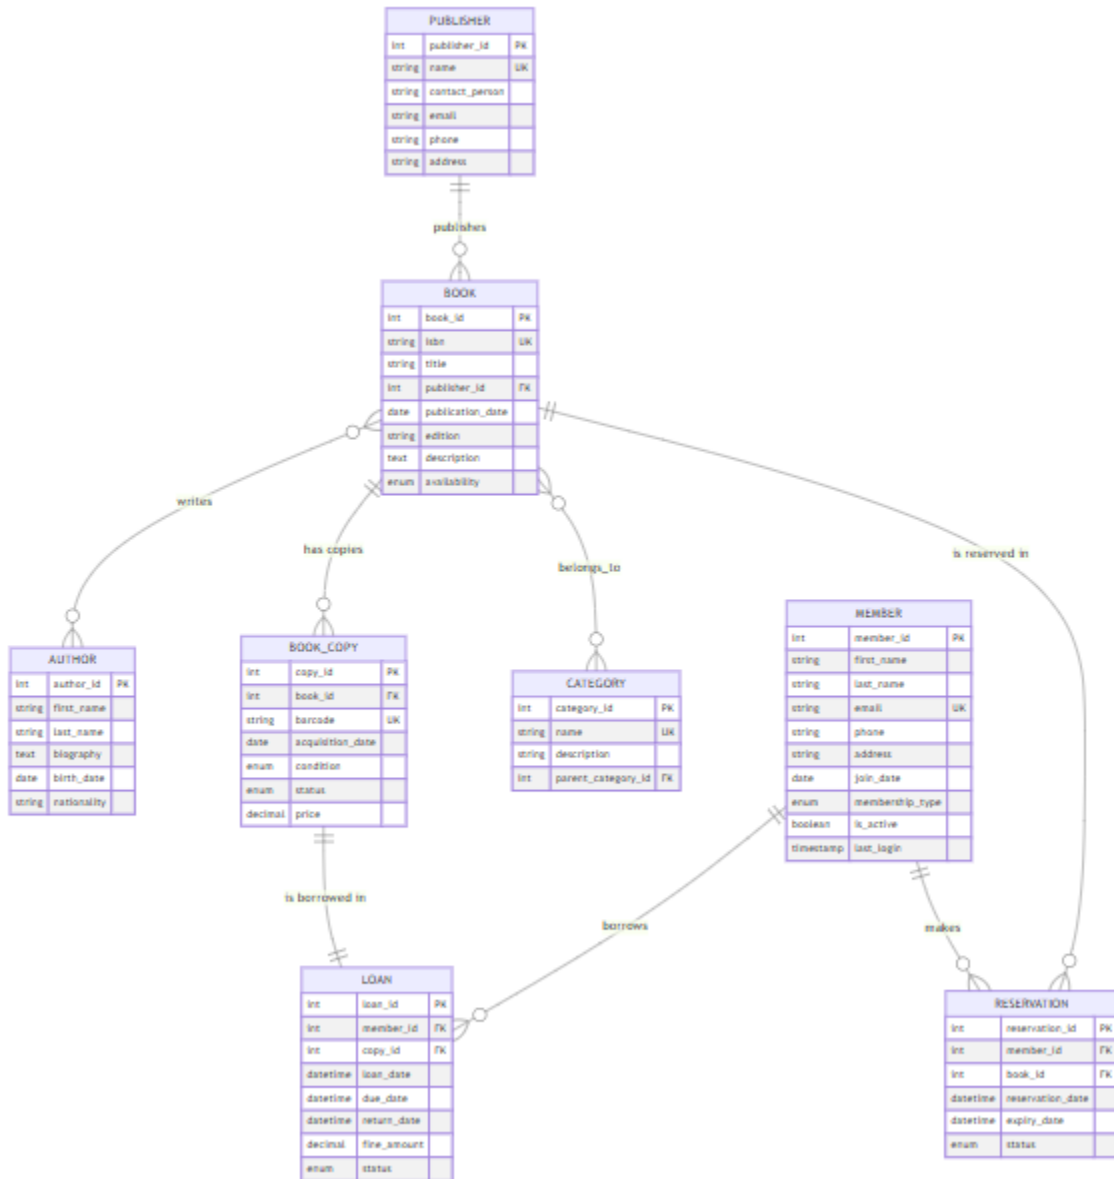 PUBLISHER
int publisher_id PK
string name UK
string contact_person
string email
string phone
string address
publishes
BOOK
int book_id PK
string isbn UK
string title
int publisher_id FK
date publication_date
string edition
text description
enum availability
writes
has copies
belongs_to
is reserved in
AUTHOR
int author_id PK
string first_name
string last_name
text biography
date birth_date
string nationality
BOOK_COPY
int copy_id PK
int book_id FK
string barcode UK
date acquisition_date
enum condition
enum status
decimal price
CATEGORY
int category_id PK
string name UK
string description
int parent_category_id FK
MEMBER
int member_id PK
string first_name
string last_name
string email UK
string phone
string address
date join_date
enum membership_type
boolean is_active
timestamp last_login
is borrowed in
borrows
makes
LOAN
int loan_id PK
int member_id FK
int copy_id FK
datetime loan_date
datetime due_date
datetime return_date
decimal fine_amount
enum status
RESERVATION
int reservation_id PK
int member_id FK
int book_id FK
datetime reservation_date
datetime expiry_date
enum status